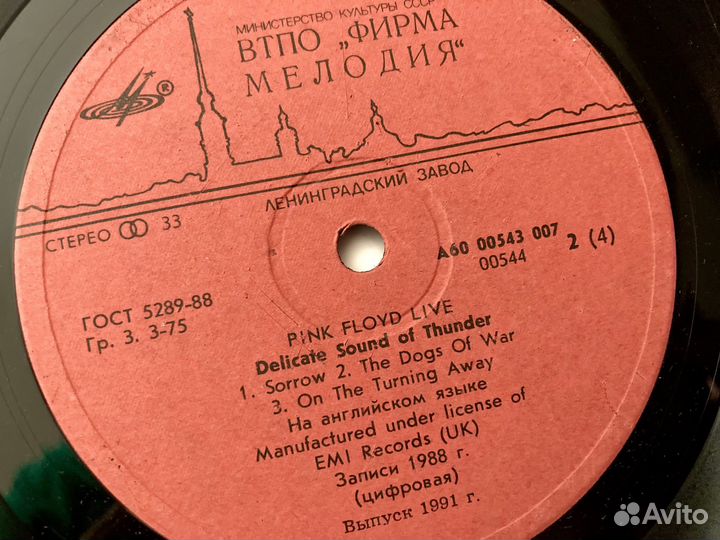 МИНИСТЕРСТВО КУЛЬТУРЫ СССР
ВТПО „ФИРМА
МЕЛОДИЯ“
®
ЛЕНИНГРАДСКИЙ ЗАВОД
СТЕРЕО 33
А60 00543 007 2 (4)
00544
ГОСТ 5289-88
Гр. 3. 3-75
PINK FLOYD LIVE
Delicate Sound of Thunder
1. Sorrow 2. The Dogs Of War
3. On The Turning Away
На английском языке
Manufactured under license of
EMI Records (UK)
Записи 1988 г.
(цифровая)
Выпуск 1991 г.
Avito